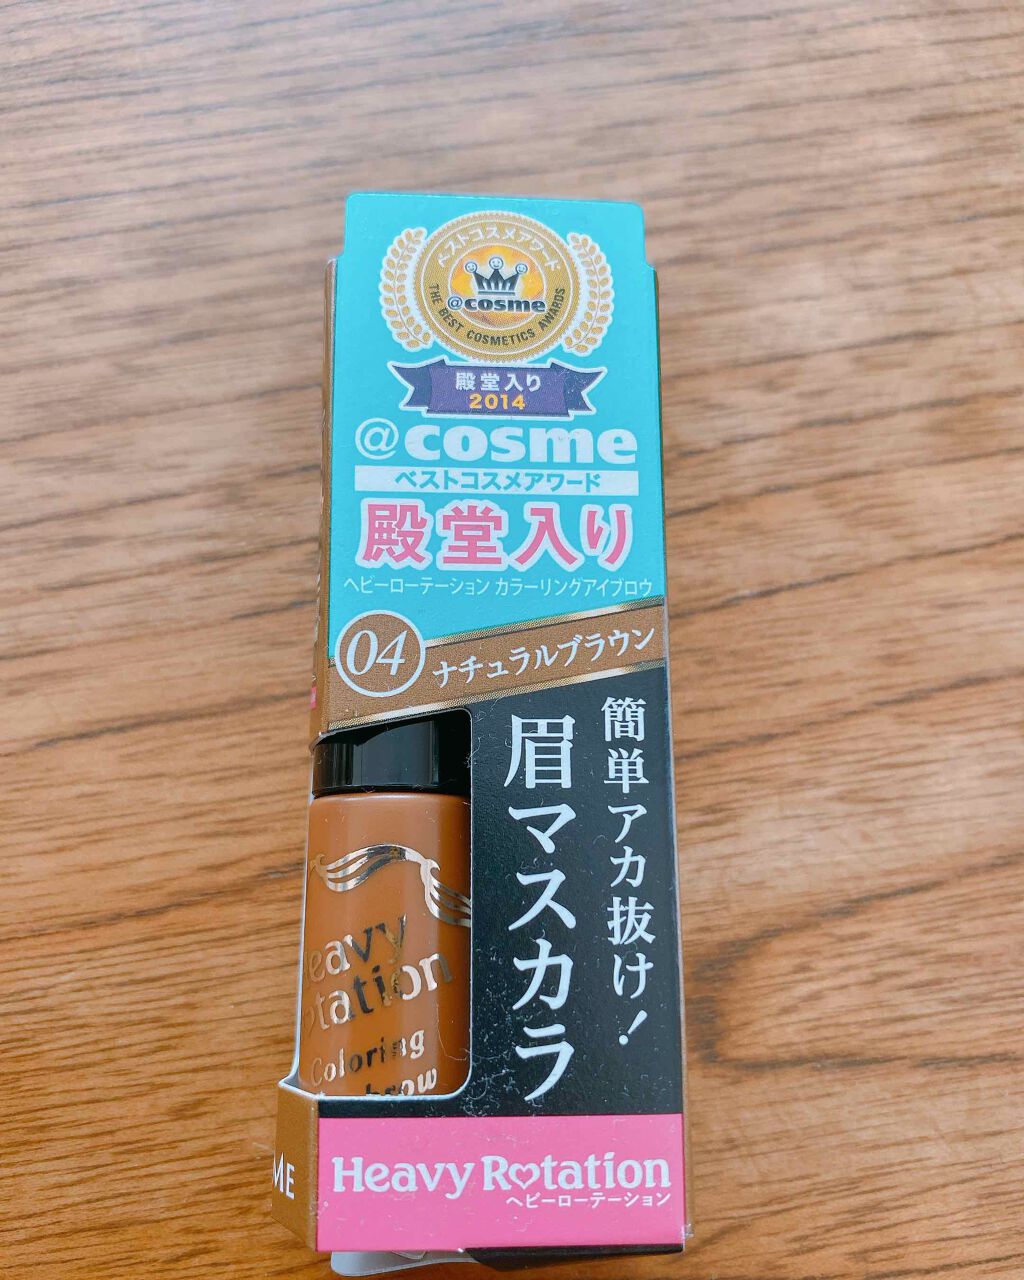 ベストコスメアワード
@cosme
THE BEST COSMETICS AWARDS
殿堂入り
2014
@cosme
ベストコスメアワード
殿堂入り
ヘビーローテーション カラーリングアイブロウ
04 ナチュラルブラウン
簡単アカ抜け!
眉マスカラ
eavy
tation
Coloring
brow
ME
Heavy Rotation
ヘビーローテーション